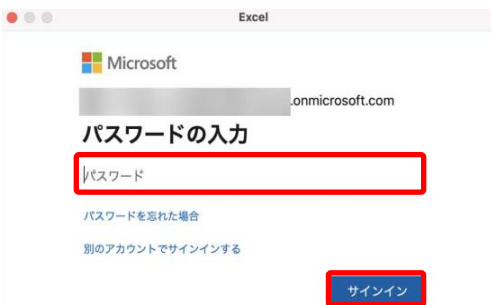 Excel
Microsoft
.onmicrosoft.com
パスワードの入力
パスワード
パスワードを忘れた場合
別のアカウントでサインインする
サインイン